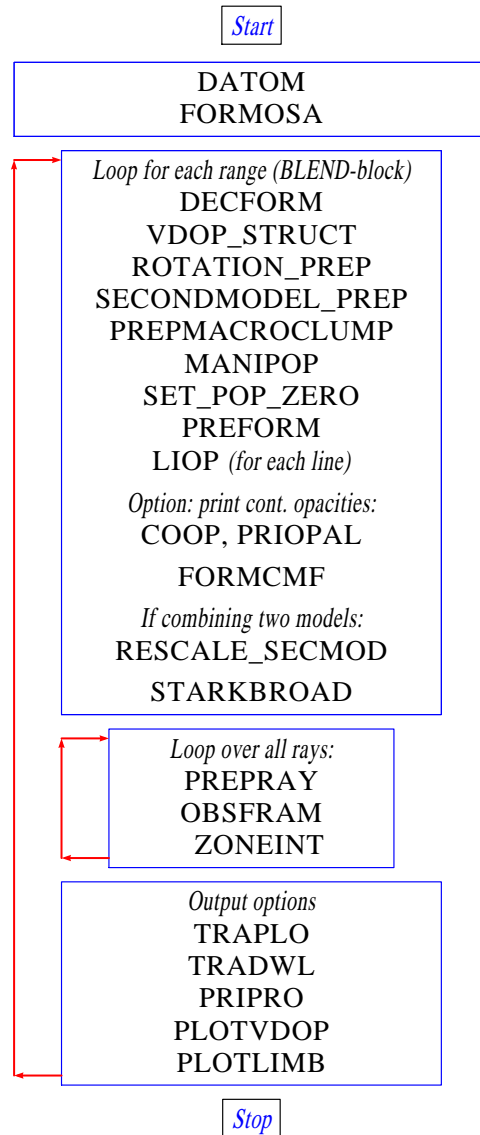 Start
DATOM
FORMOSA
Loop for each range (BLEND-block)
DECFORM
VDOP_STRUCT
ROTATION_PREP
SECONDMODEL_PREP
PREPMACROCLUMP
MANIPOP
SET_POP_ZERO
PREFORM
LIOP (for each line)
Option: print cont. opacities:
COOP, PRIOPAL
FORMCMF
If combining two models:
RESCALE_SECMOD
STARKBROAD
Loop over all rays:
PREPRAY
OBSFRAM
ZONEINT
Output options
TRAPLO
TRADWL
PRIPRO
PLOTVDOP
PLOTLIMB
Stop